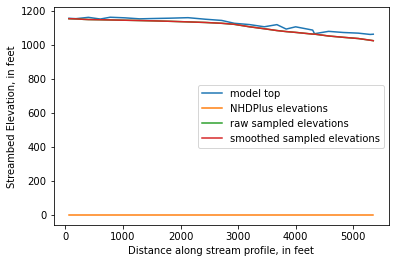 1200
1000
800
600
400
200
0
Streambed Elevation, in feet
model top
NHDPlus elevations
raw sampled elevations
smoothed sampled elevations
0 1000 2000 3000 4000 5000
Distance along stream profile, in feet